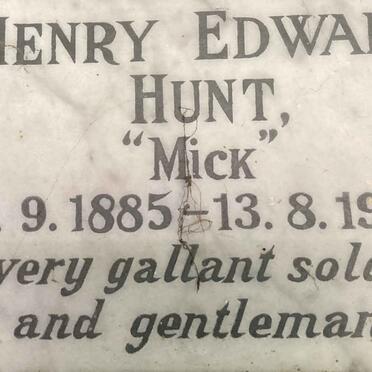 HENRY EDWA
HUNT,
"MICK"
. 9. 1885 – 13. 8. 19
very gallant sol
and gentleman